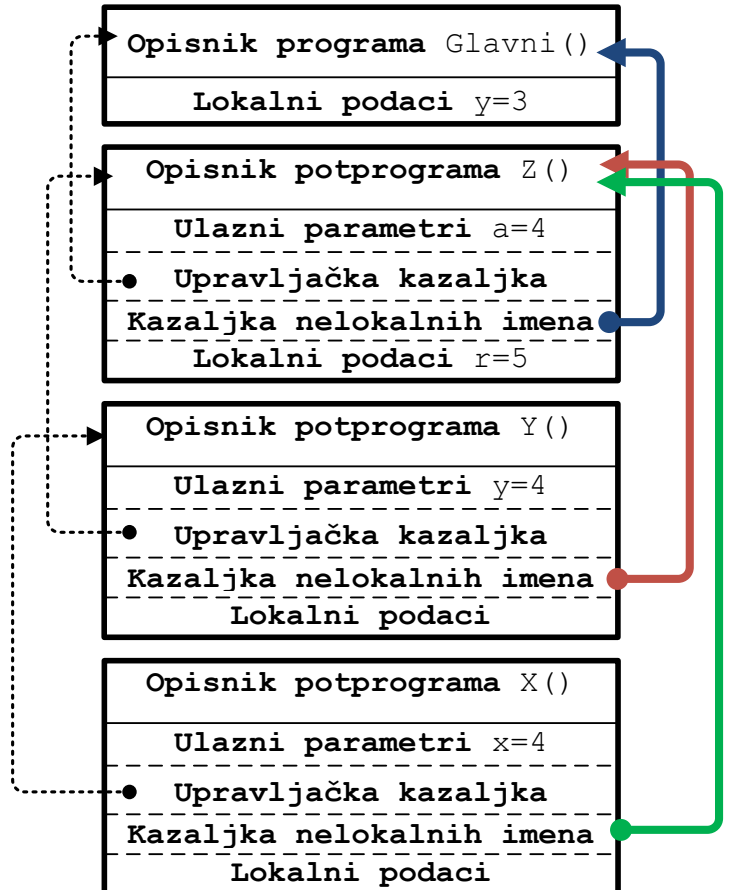 Opisnik programa Glavni()
Lokalni podaci y=3
Opisnik potprograma Z()
Ulazni parametri a=4
Upravljačka kazaljka
Kazaljka nelokalnih imena
Lokalni podaci r=5
Opisnik potprograma Y()
Ulazni parametri y=4
Upravljačka kazaljka
Kazaljka nelokalnih imena
Lokalni podaci
Opisnik potprograma X()
Ulazni parametri x=4
Upravljačka kazaljka
Kazaljka nelokalnih imena
Lokalni podaci